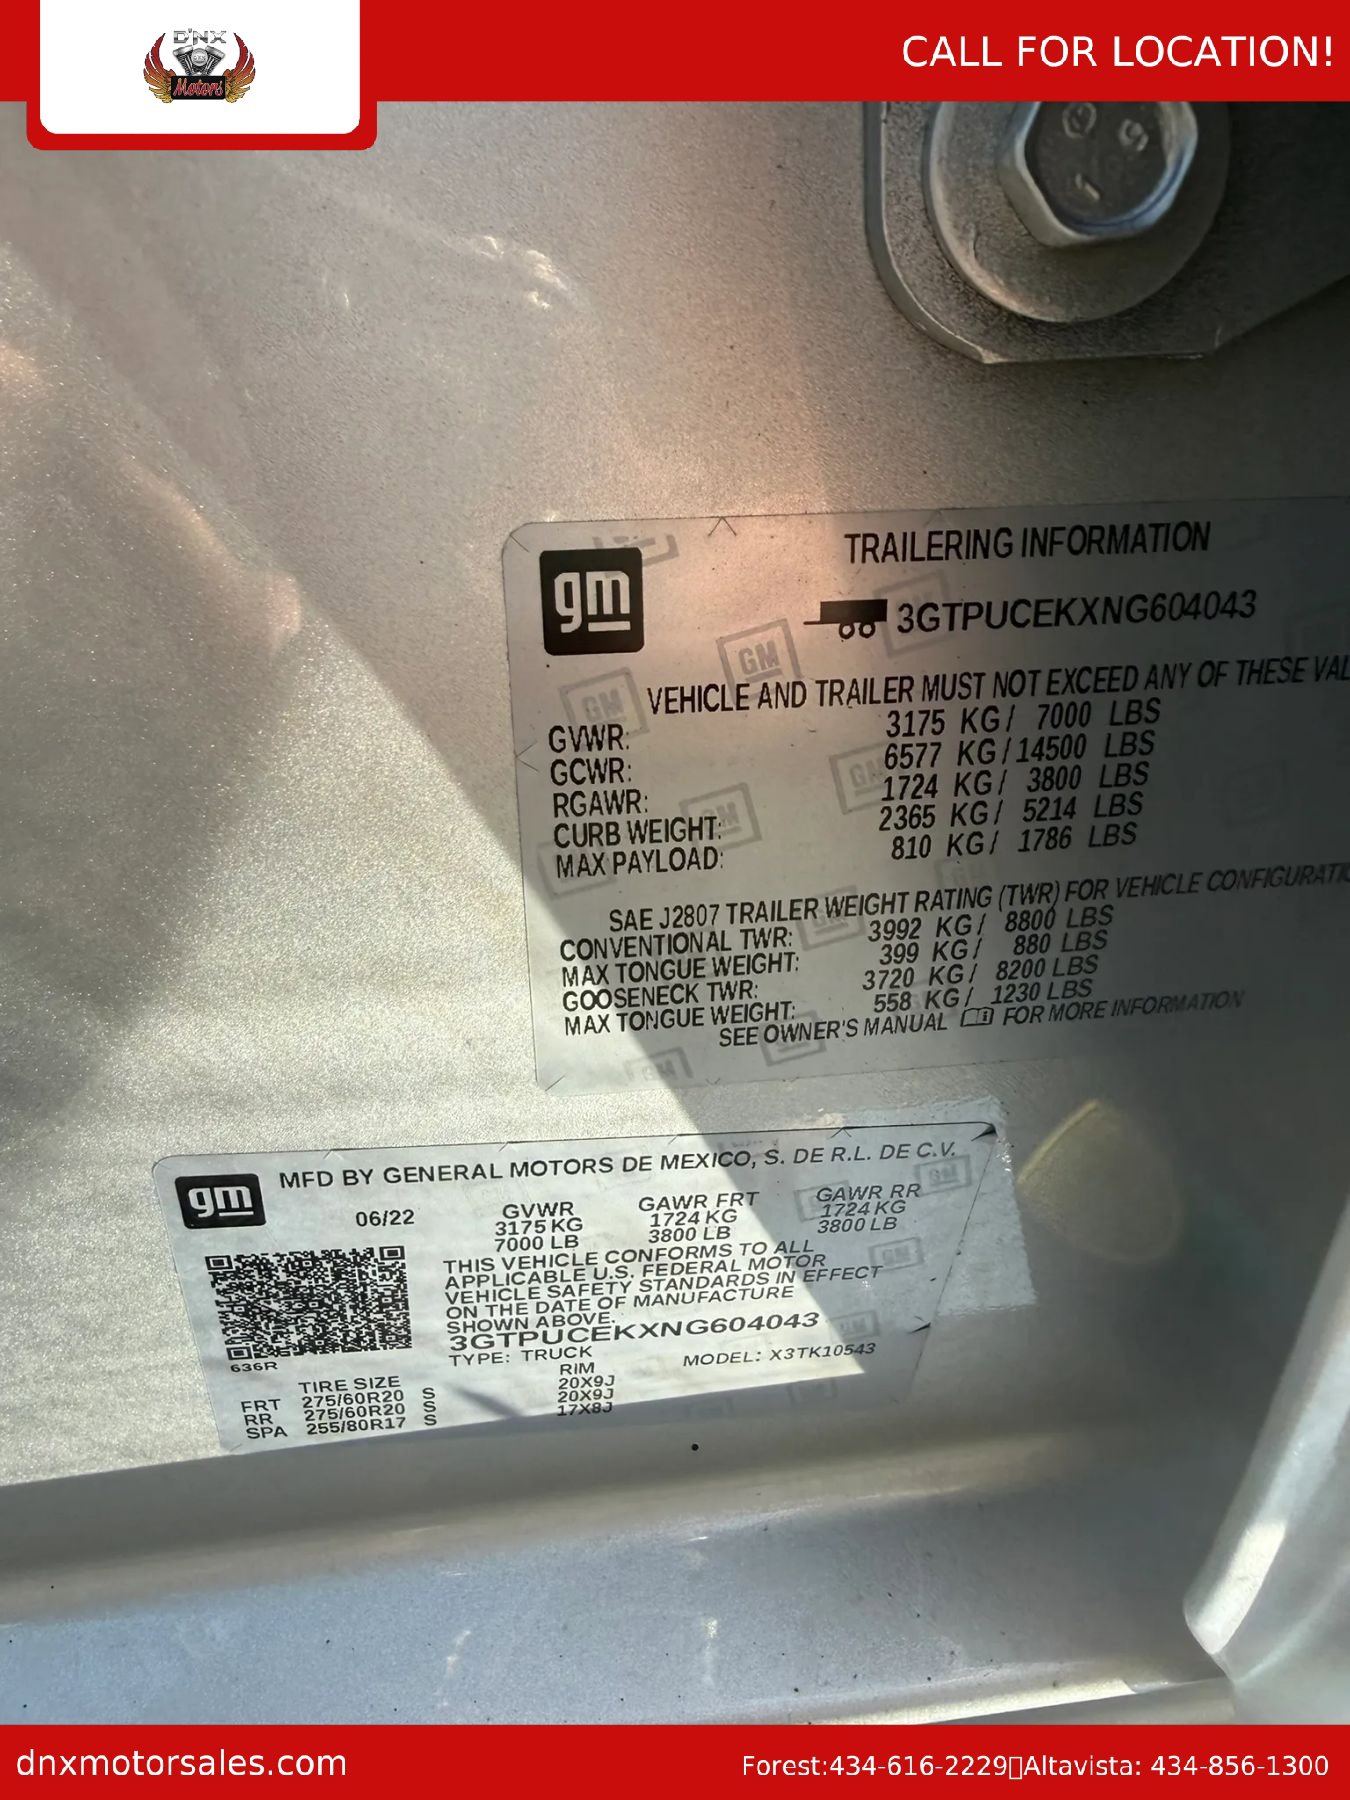 D'NX
Motors
CALL FOR LOCATION!
gm
TRAILERING INFORMATION
3GTPUCEKXNG604043
VEHICLE AND TRAILER MUST NOT EXCEED ANY OF THESE VAL
GVWR: 3175 KG/ 7000 LBS
GCWR: 6577 KG/14500 LBS
RGAWR: 1724 KG/ 3800 LBS
CURB WEIGHT: 2365 KG/ 5214 LBS
MAX PAYLOAD: 810 KG/ 1786 LBS
SAE J2807 TRAILER WEIGHT RATING (TWR) FOR VEHICLE CONFIGURATI
CONVENTIONAL TWR: 3992 KG/ 8800 LBS
MAX TONGUE WEIGHT: 399 KG/ 880 LBS
GOOSENECK TWR: 3720 KG/ 8200 LBS
MAX TONGUE WEIGHT: 558 KG/ 1230 LBS
SEE OWNER'S MANUAL FOR MORE INFORMATION
gm
MFD BY GENERAL MOTORS DE MEXICO, S. DE R.L. DE C.V.
06/22 GVWR GAWR FRT GAWR RR
3175 KG 1724 KG 1724 KG
7000 LB 3800 LB 3800 LB
THIS VEHICLE CONFORMS TO ALL
APPLICABLE U.S. FEDERAL MOTOR
VEHICLE SAFETY STANDARDS IN EFFECT
ON THE DATE OF MANUFACTURE
SHOWN ABOVE.
3GTPUCEKXNG604043
636R
TYPE: TRUCK MODEL: X3TK10543
TIRE SIZE RIM
FRT 275/60R20 S 20X9J
RR 275/60R20 S 20X9J
SPA 255/80R17 S 17X8J
dnxmotorsales.com
Forest:434-616-2229 Altavista: 434-856-1300